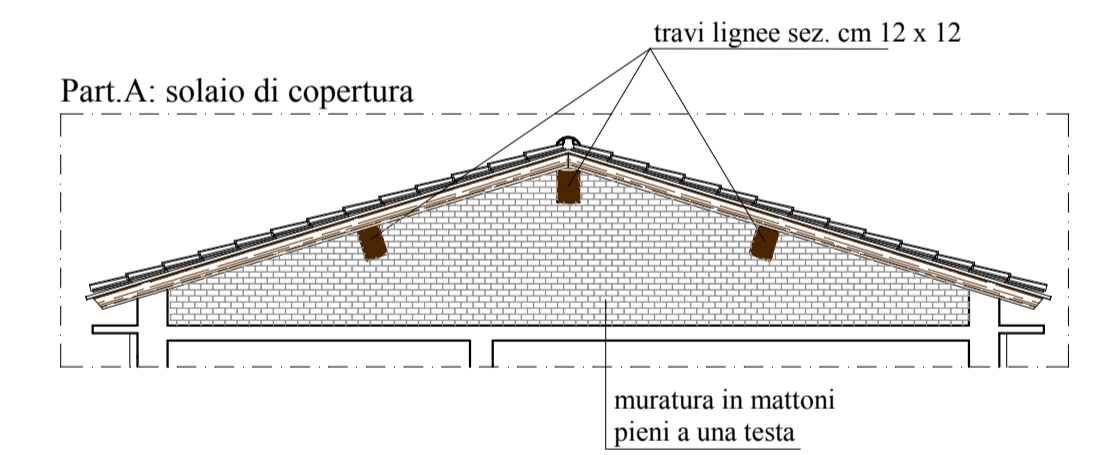 travi lignee sez. cm 12 x 12
Part.A: solaio di copertura
muratura in mattoni
pieni a una testa